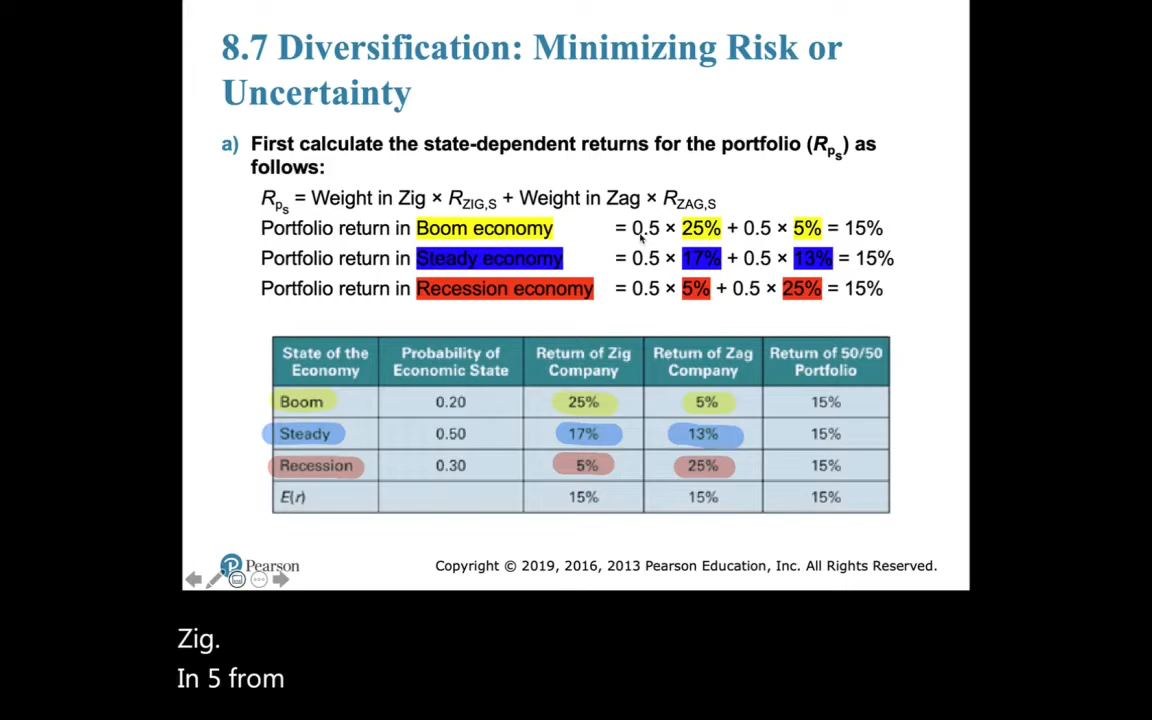 8.7 Diversification: Minimizing Risk or
Uncertainty
a) First calculate the state-dependent returns for the portfolio (Rps) as
follows:
Rps = Weight in Zig × RZIG,S + Weight in Zag × RZAG,S
Portfolio return in Boom economy = 0.5 × 25% + 0.5 × 5% = 15%
Portfolio return in Steady economy = 0.5 × 17% + 0.5 × 13% = 15%
Portfolio return in Recession economy = 0.5 × 5% + 0.5 × 25% = 15%
State of the Economy Probability of Economic State Return of Zig Company Return of Zag Company Return of 50/50 Portfolio
Boom 0.20 25% 5% 15%
Steady 0.50 17% 13% 15%
Recession 0.30 5% 25% 15%
E(r) 15% 15% 15%
Pearson
Copyright © 2019, 2016, 2013 Pearson Education, Inc. All Rights Reserved.
Zig.
In 5 from